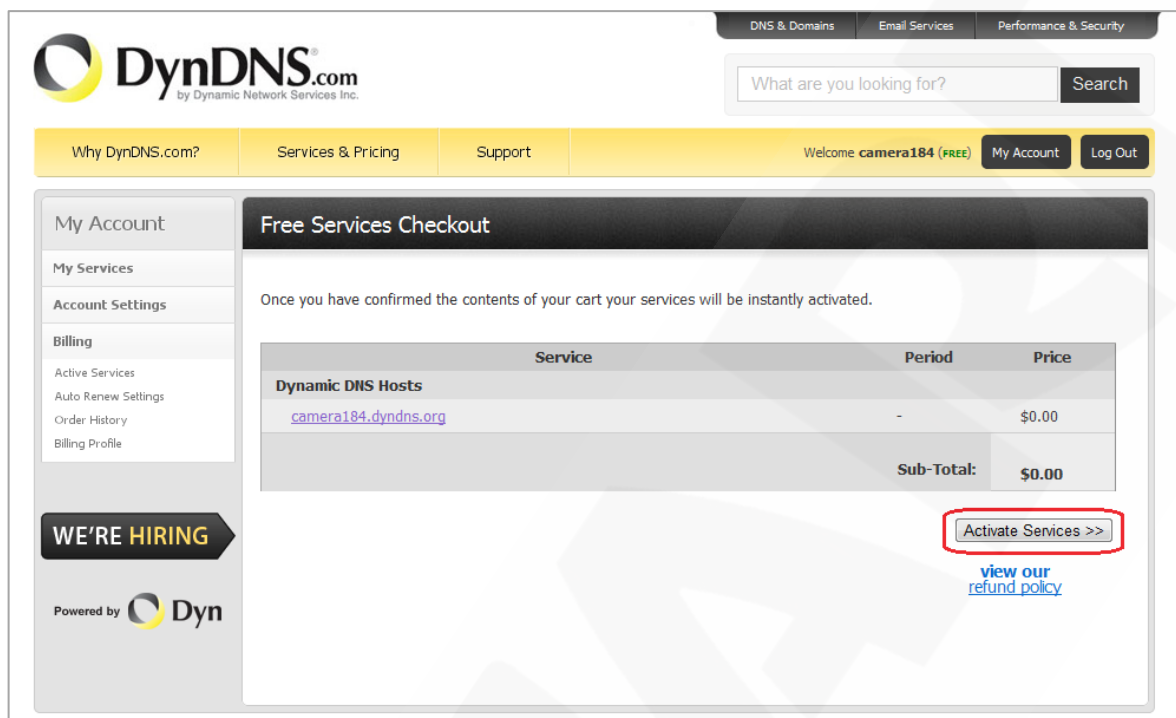 DNS & Domains Email Services Performance & Security
DynDNS.com
by Dynamic Network Services Inc.
What are you looking for? Search
Why DynDNS.com? Services & Pricing Support Welcome camera184 (FREE) My Account Log Out
My Account
My Services
Account Settings
Billing
Active Services
Auto Renew Settings
Order History
Billing Profile
WE'RE HIRING
Powered by Dyn
Free Services Checkout
Once you have confirmed the contents of your cart your services will be instantly activated.
Service Period Price
Dynamic DNS Hosts
camera184.dyndns.org - $0.00
Sub-Total: $0.00
Activate Services >>
view our
refund policy